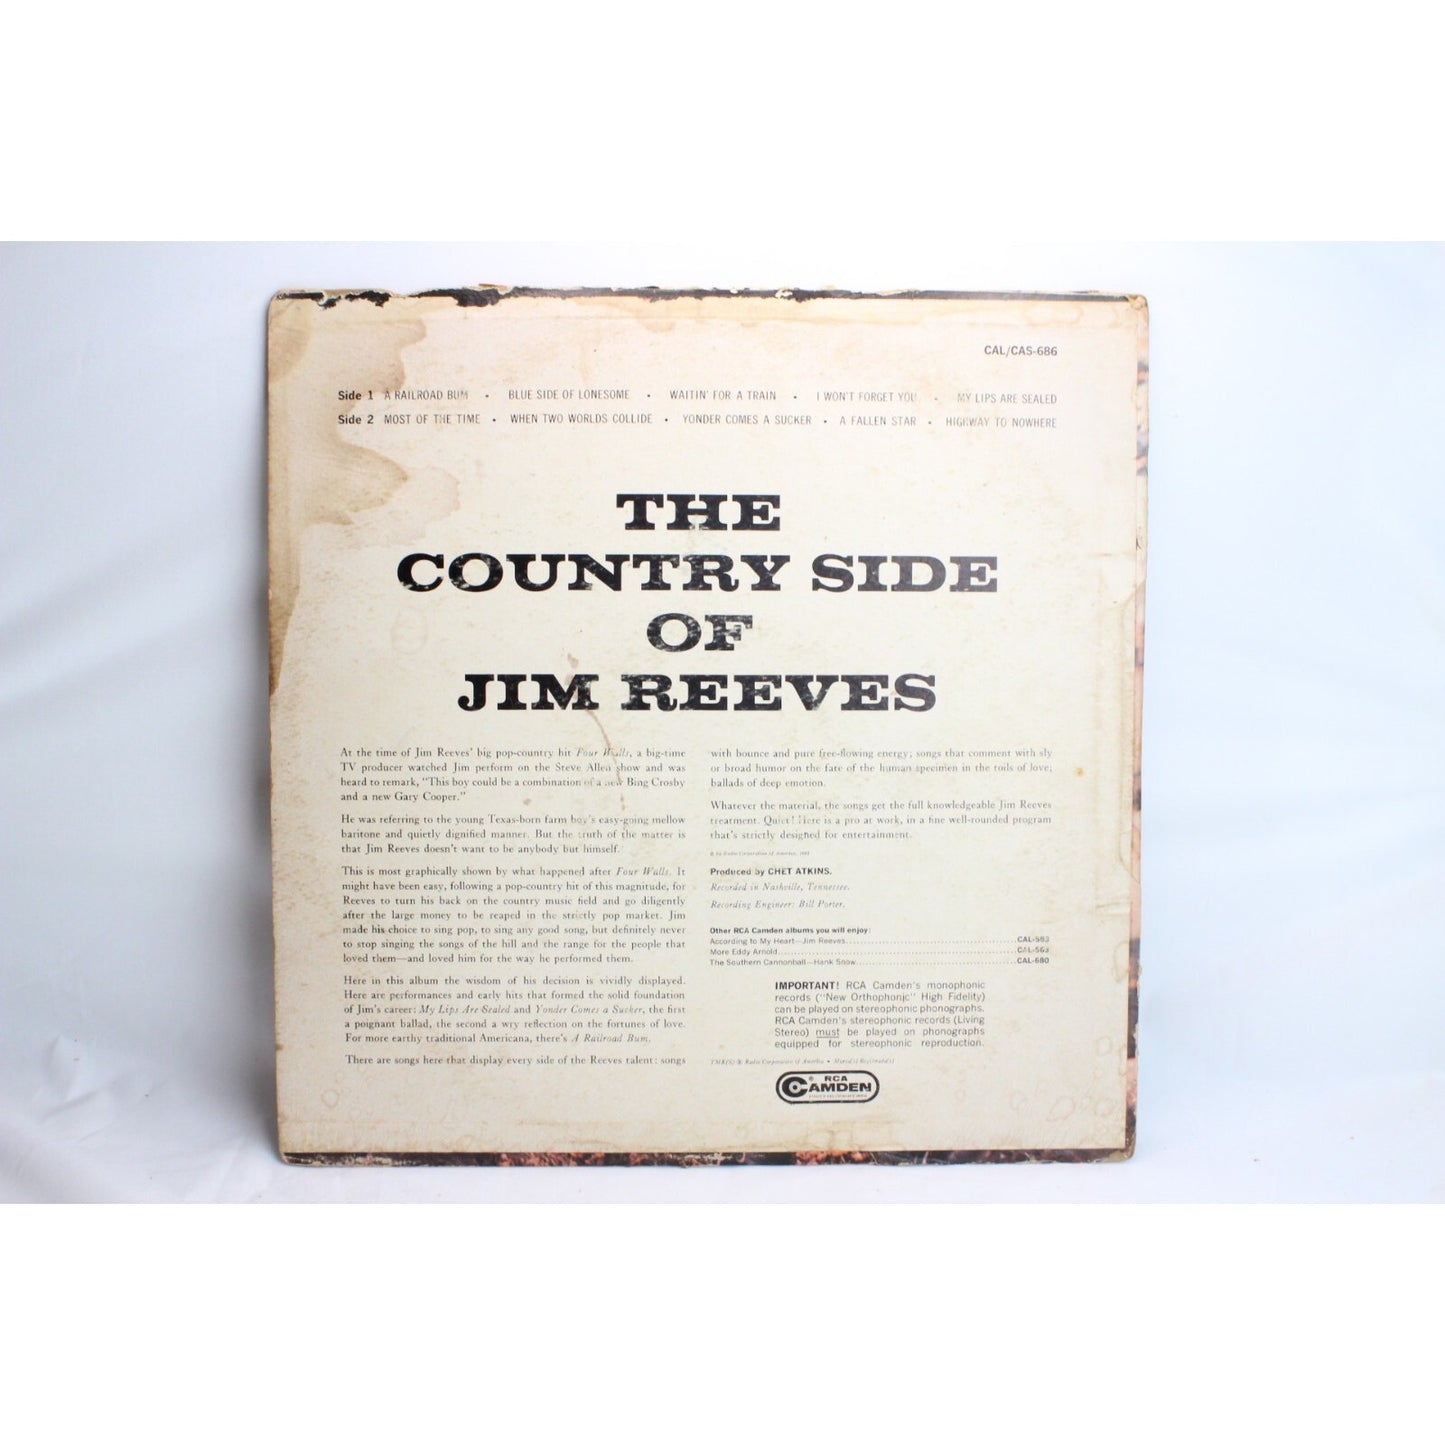 CAL/CAS-686
Side 1 A RAILROAD BUM • BLUE SIDE OF LONESOME • WAITIN' FOR A TRAIN • I WON'T FORGET YOU • MY LIPS ARE SEALED
Side 2 MOST OF THE TIME • WHEN TWO WORLDS COLLIDE • YONDER COMES A SUCKER • A FALLEN STAR • HIGHWAY TO NOWHERE
THE
COUNTRY SIDE
OF
JIM REEVES
At the time of Jim Reeves' big pop-country hit Four Walls, a big-time
TV producer watched Jim perform on the Steve Allen show and was
heard to remark, "This boy could be a combination of a new Bing Crosby
and a new Gary Cooper."
He was referring to the young Texas-born farm boy's easy-going mellow
baritone and quietly dignified manner. But the truth of the matter is
that Jim Reeves doesn't want to be anybody but himself.
This is most graphically shown by what happened after Four Walls. It
might have been easy, following a pop-country hit of this magnitude, for
Reeves to turn his back on the country music field and go diligently
after the large money to be reaped in the strictly pop market. Jim
made his choice to sing pop, to sing any good song, but definitely never
to stop singing the songs of the hill and the range for the people that
loved them—and loved him for the way he performed them.
Here in this album the wisdom of his decision is vividly displayed.
Here are performances and early hits that formed the solid foundation
of Jim's career: My Lips Are Sealed and Yonder Comes a Sucker, the first
a poignant ballad, the second a wry reflection on the fortunes of love.
For more earthy traditional Americana, there's A Railroad Bum.
There are songs here that display every side of the Reeves talent: songs
with bounce and pure free-flowing energy; songs that comment with sly
or broad humor on the fate of the human specimen in the toils of love;
ballads of deep emotion.
Whatever the material, the songs get the full knowledgeable Jim Reeves
treatment. Quiet! Here is a pro at work, in a fine well-rounded program
that's strictly designed for entertainment.
© by Radio Corporation of America,
Produced by CHET ATKINS.
Recorded in Nashville, Tennessee.
Recording Engineer: Bill Porter.
Other RCA Camden albums you will enjoy:
According to My Heart—Jim Reeves.....CAL-583
More Eddy Arnold.....CAL-563
The Southern Cannonball—Hank Snow.....CAL-680
IMPORTANT! RCA Camden's monophonic
records ("New Orthophonic" High Fidelity)
can be played on stereophonic phonographs.
RCA Camden's stereophonic records (Living
Stereo) must be played on phonographs
equipped for stereophonic reproduction.
TMK(s) ® Radio Corporation of America • Marca(s) Registrada(s)
RCA
CAMDEN